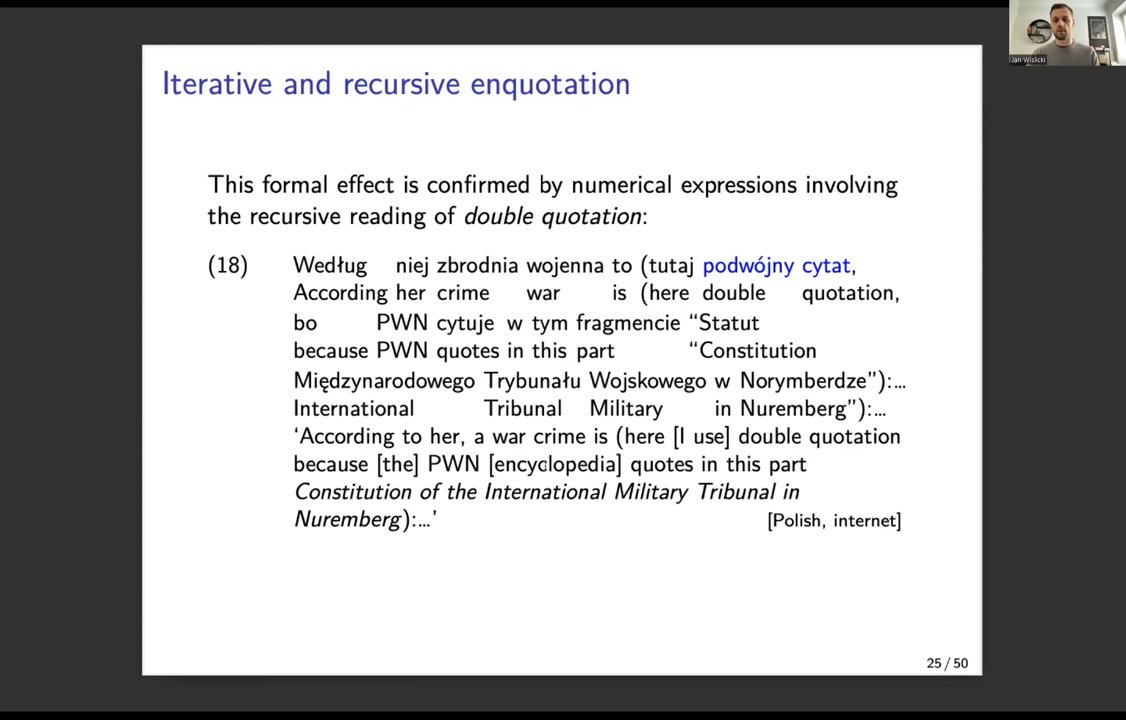 Jan Wislicki
Iterative and recursive enquotation
This formal effect is confirmed by numerical expressions involving
the recursive reading of double quotation:
(18) Według niej zbrodnia wojenna to (tutaj podwójny cytat,
According her crime war is (here double quotation,
bo PWN cytuje w tym fragmencie “Statut
because PWN quotes in this part “Constitution
Międzynarodowego Trybunału Wojskowego w Norymberdze”):...
International Tribunal Military in Nuremberg”):...
‘According to her, a war crime is (here [I use] double quotation
because [the] PWN [encyclopedia] quotes in this part
Constitution of the International Military Tribunal in
Nuremberg):...’ [Polish, internet]
25 / 50